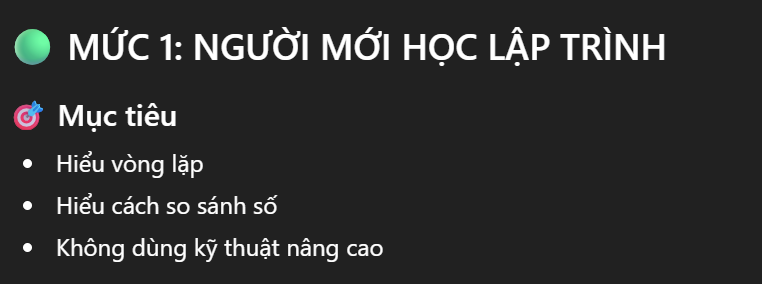 MỨC 1: NGƯỜI MỚI HỌC LẬP TRÌNH
Mục tiêu
Hiểu vòng lặp
Hiểu cách so sánh số
Không dùng kỹ thuật nâng cao